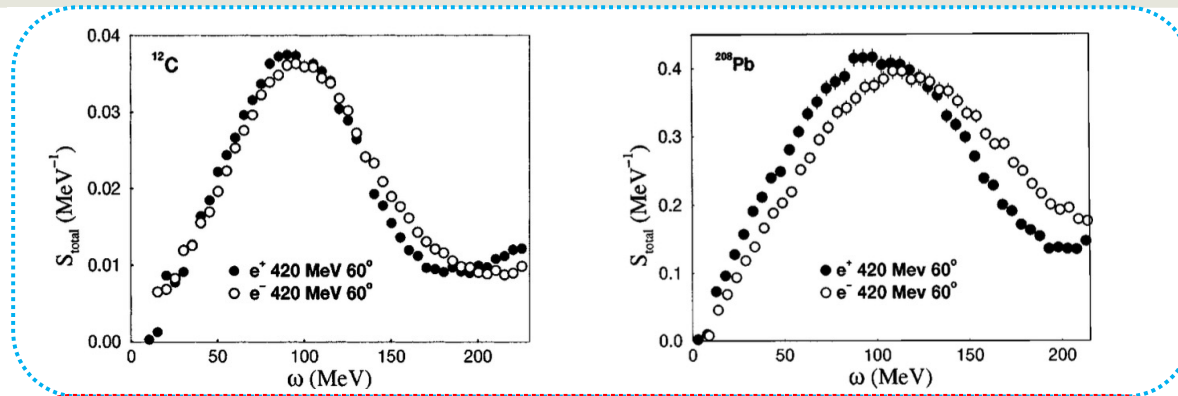 0.04
0.03
0.02
0.01
0.00
S_total (MeV⁻¹)
¹²C
● e⁺ 420 MeV 60°
○ e⁻ 420 MeV 60°
0 50 100 150 200
ω (MeV)
0.4
0.3
0.2
0.1
0.0
S_total (MeV⁻¹)
²⁰⁸Pb
● e⁺ 420 Mev 60°
○ e⁻ 420 Mev 60°
0 50 100 150 200
ω (MeV)